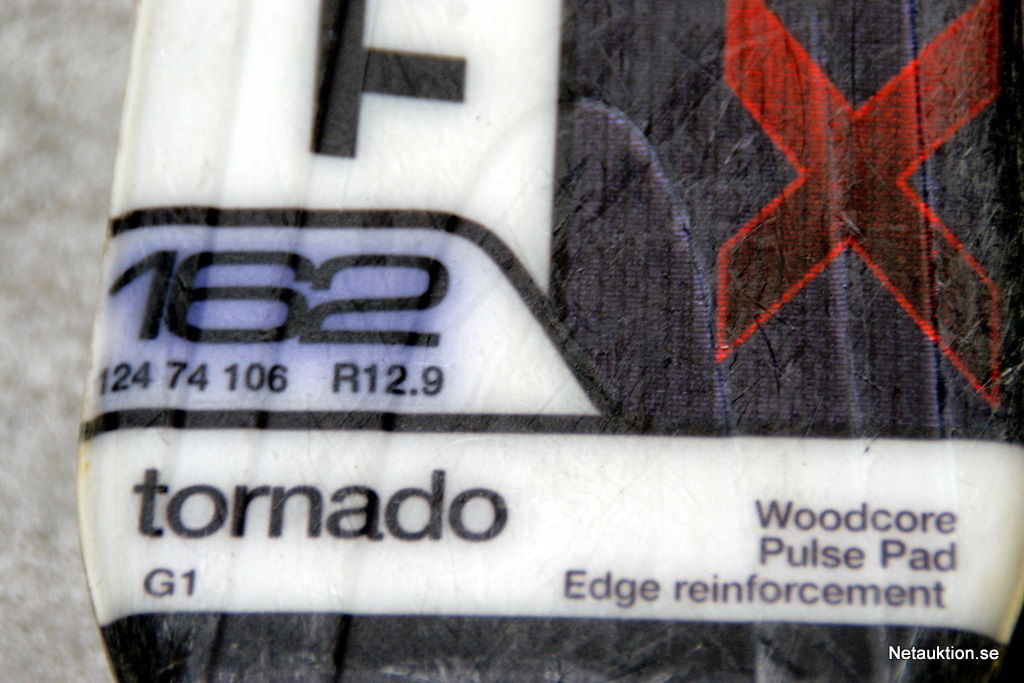 X
162
124 74 106 R12.9
tornado
G1
Woodcore
Pulse Pad
Edge reinforcement
Netauktion.se